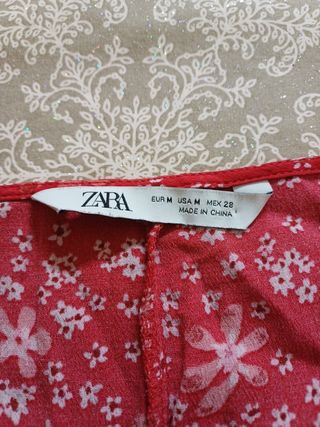 ZARA
EUR M USA M MEX 28
MADE IN CHINA